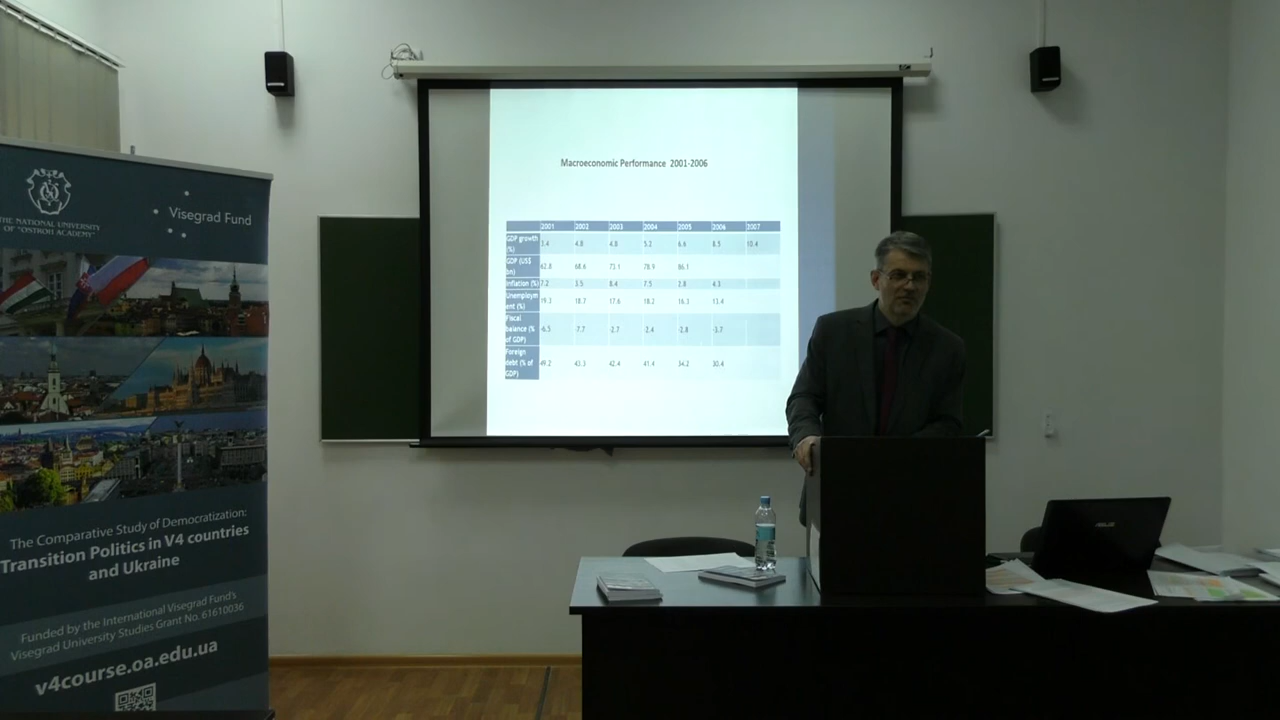 THE NATIONAL UNIVERSITY
OF "OSTROH ACADEMY"
Visegrad Fund
The Comparative Study of Democratization:
Transition Politics in V4 countries
and Ukraine
Funded by the International Visegrad Fund's
Visegrad University Studies Grant No. 61610036
v4course.oa.edu.ua
Macroeconomic Performance 2001-2006
2001 2002 2003 2004 2005 2006 2007
GDP growth
(%) 3.4 4.8 4.8 5.2 6.6 8.5 10.4
GDP (US$
bn) 62.8 68.6 73.1 78.9 86.1
Inflation (%) 7.2 3.5 8.4 7.5 2.8 4.3
Unemploym
ent (%) 19.3 18.7 17.6 18.2 16.3 13.4
Fiscal
balance (%
of GDP) -6.5 -7.7 -2.7 -2.4 -2.8 -3.7
Foreign
debt (% of
GDP) 49.2 43.3 42.4 41.4 34.2 30.4
ASUS